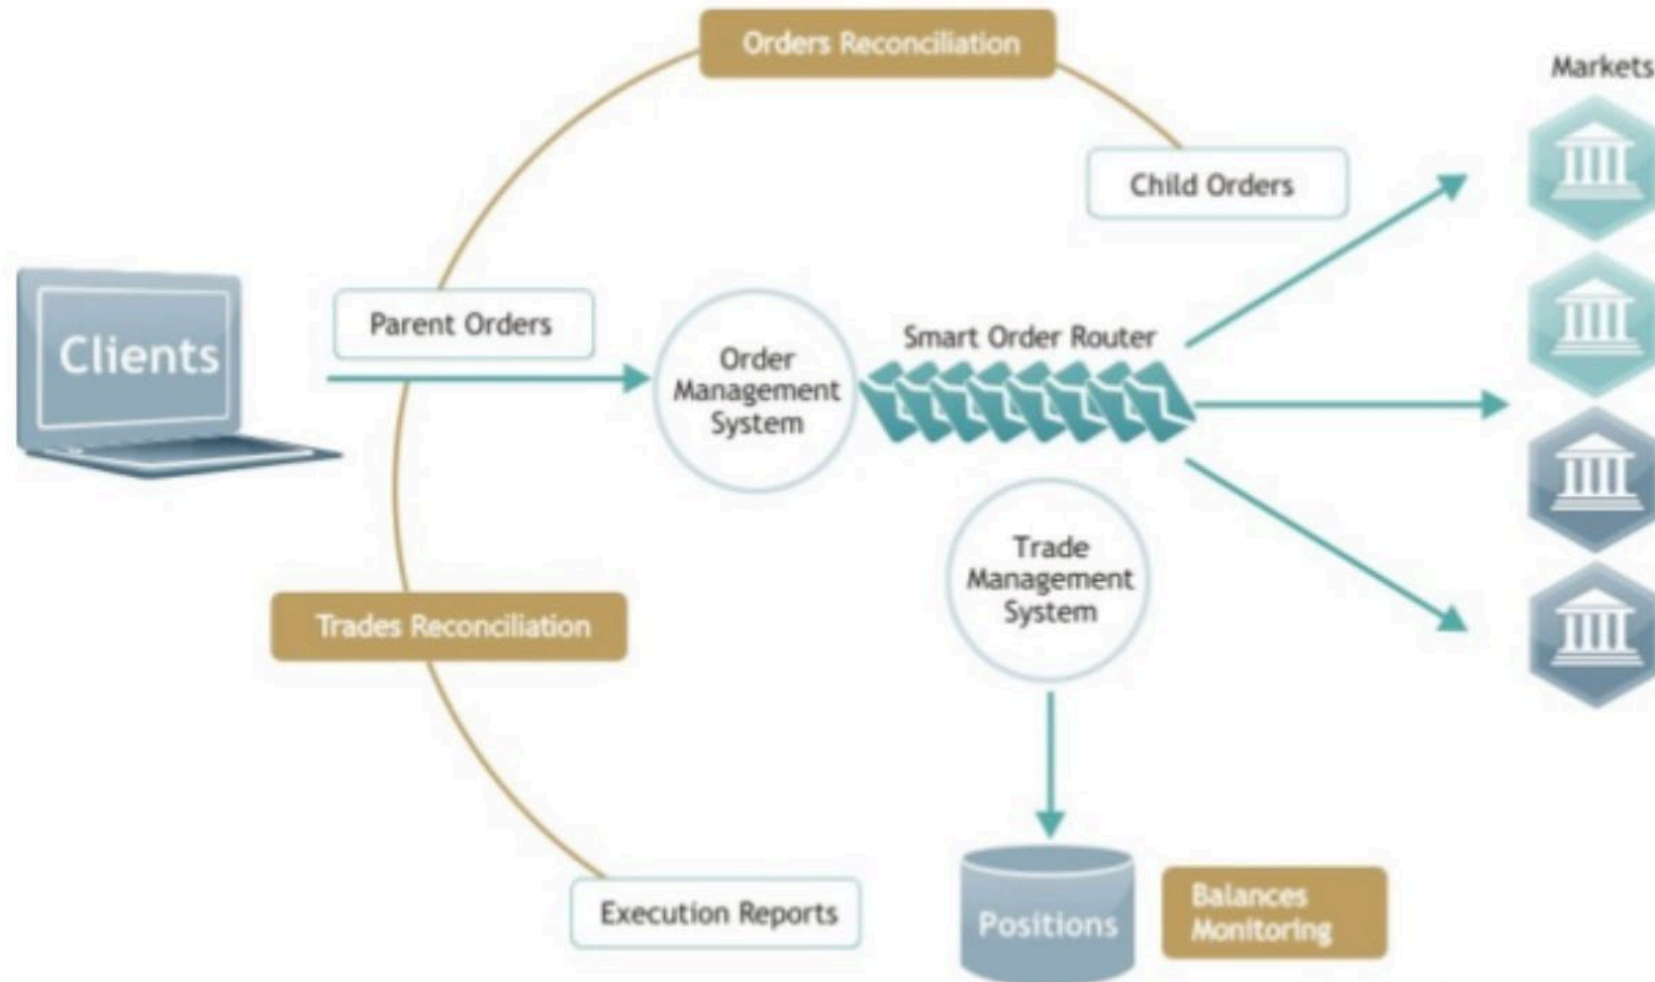 Orders Reconciliation
Markets
Child Orders
Clients
Parent Orders
Order
Management
System
Smart Order Router
Trade
Management
System
Trades Reconciliation
Execution Reports
Positions
Balances
Monitoring